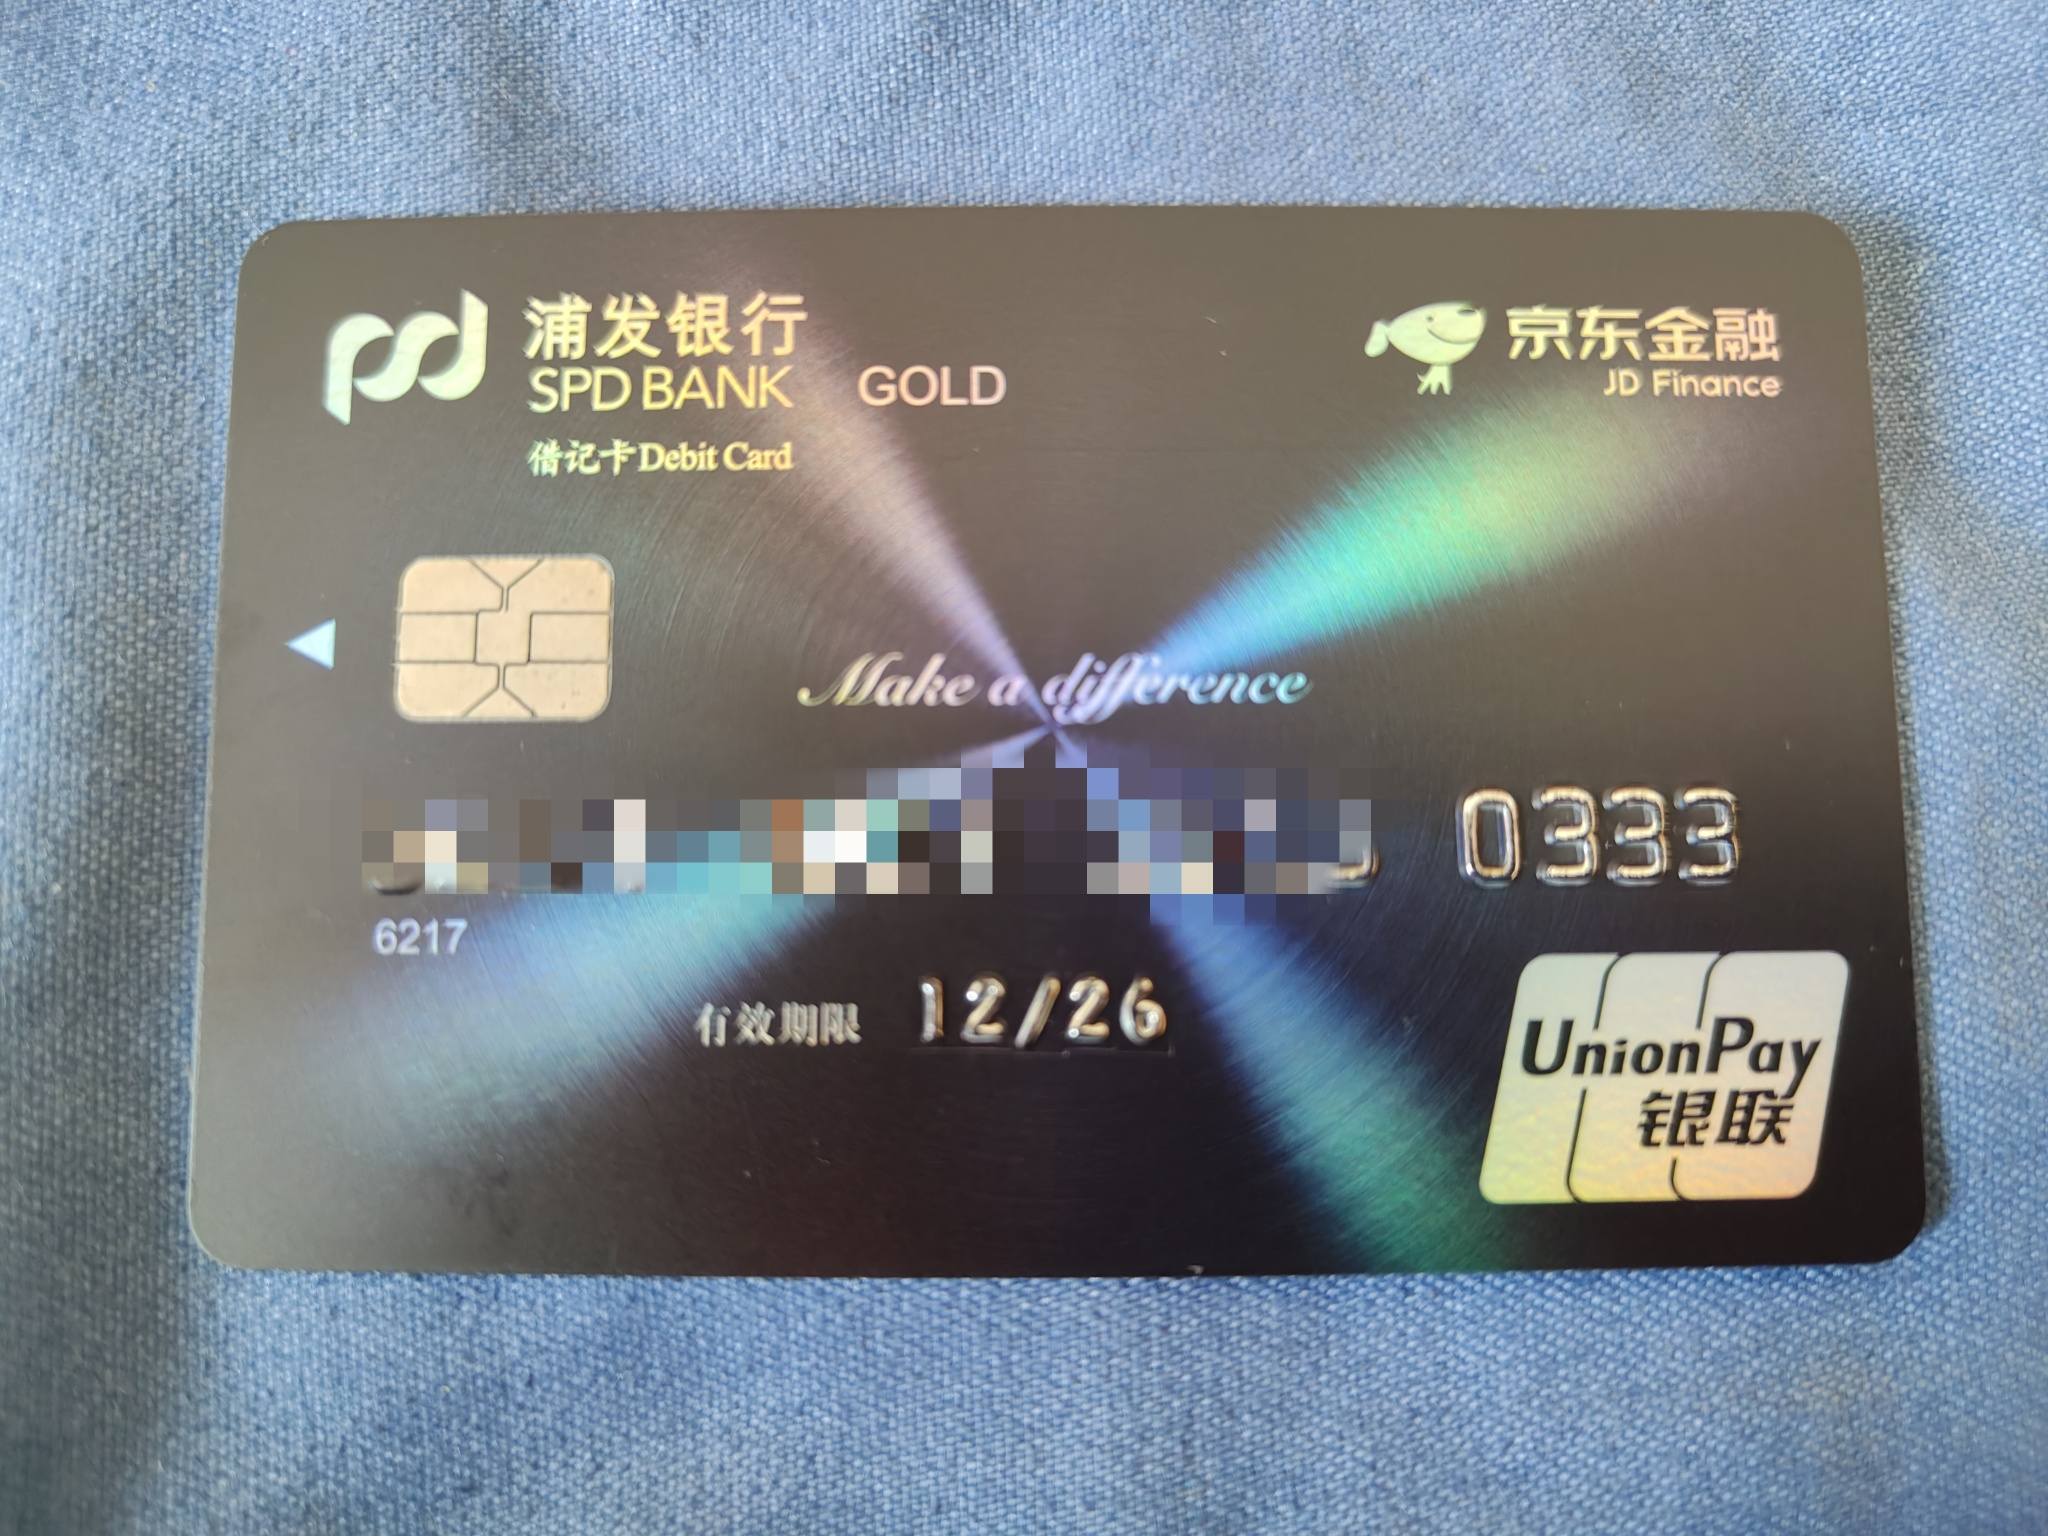 浦发银行
SPD BANK GOLD
借记卡 Debit Card
京东金融
JD Finance
Make a difference
0333
6217
有效期限 12/26
UnionPay
银联